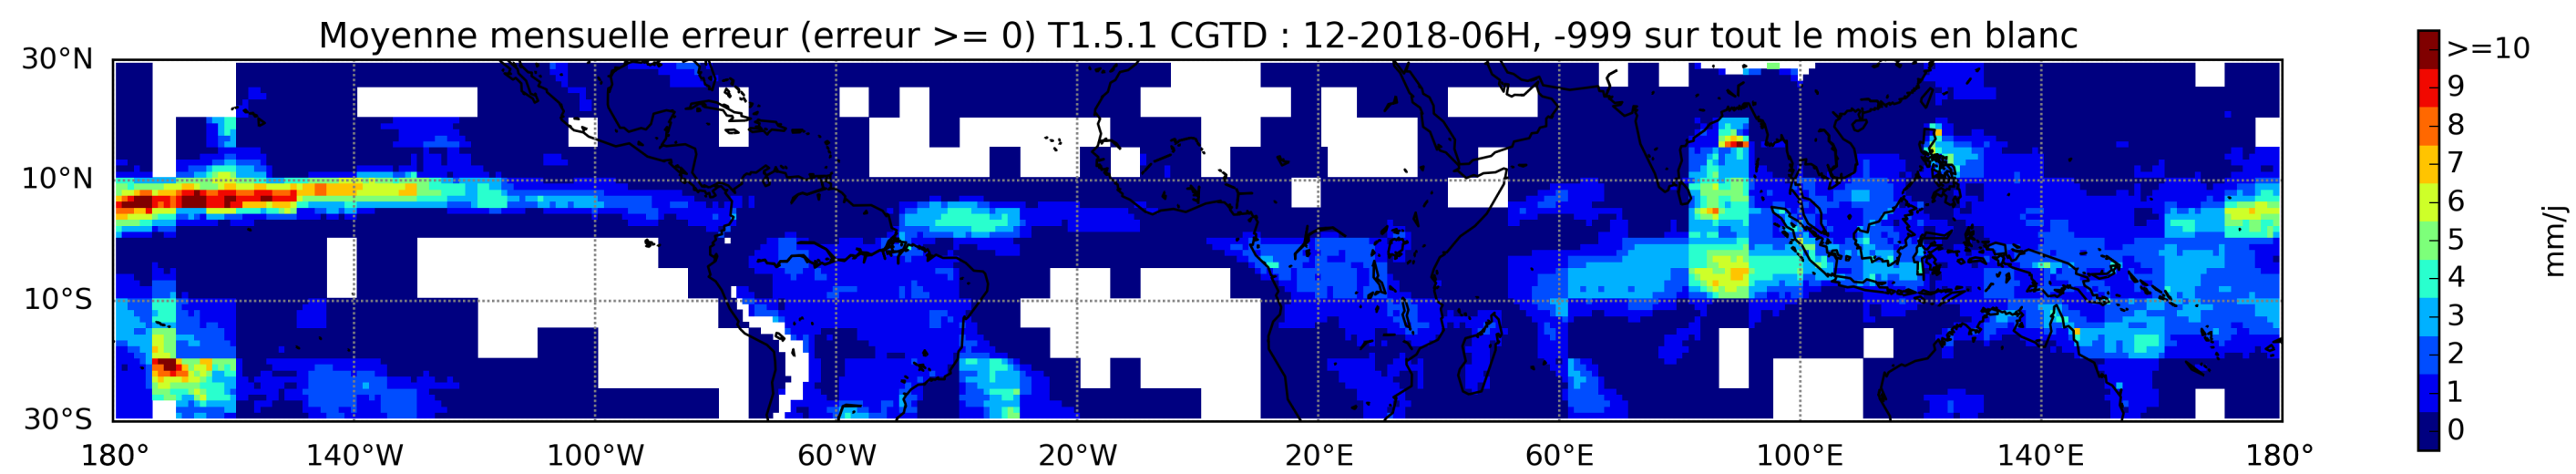 Moyenne mensuelle erreur (erreur >= 0) T1.5.1 CGTD : 12-2018-06H, -999 sur tout le mois en blanc
30°N
10°N
10°S
30°S
180° 140°W 100°W 60°W 20°W 20°E 60°E 100°E 140°E 180°
>=10
9
8
7
6
5
4
3
2
1
0
mm/j